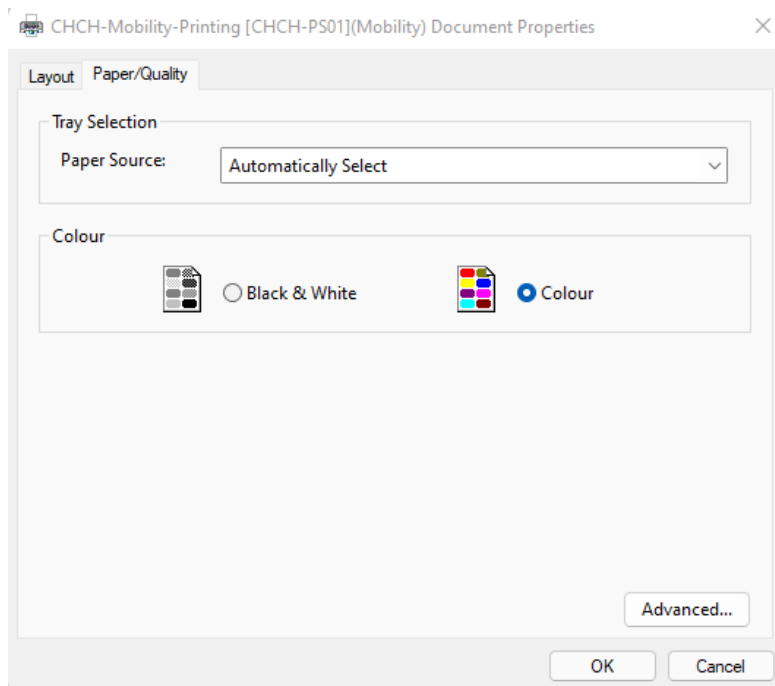 CHCH-Mobility-Printing [CHCH-PS01](Mobility) Document Properties
Layout Paper/Quality
Tray Selection
Paper Source: Automatically Select
Colour
Black & White Colour
Advanced...
OK Cancel